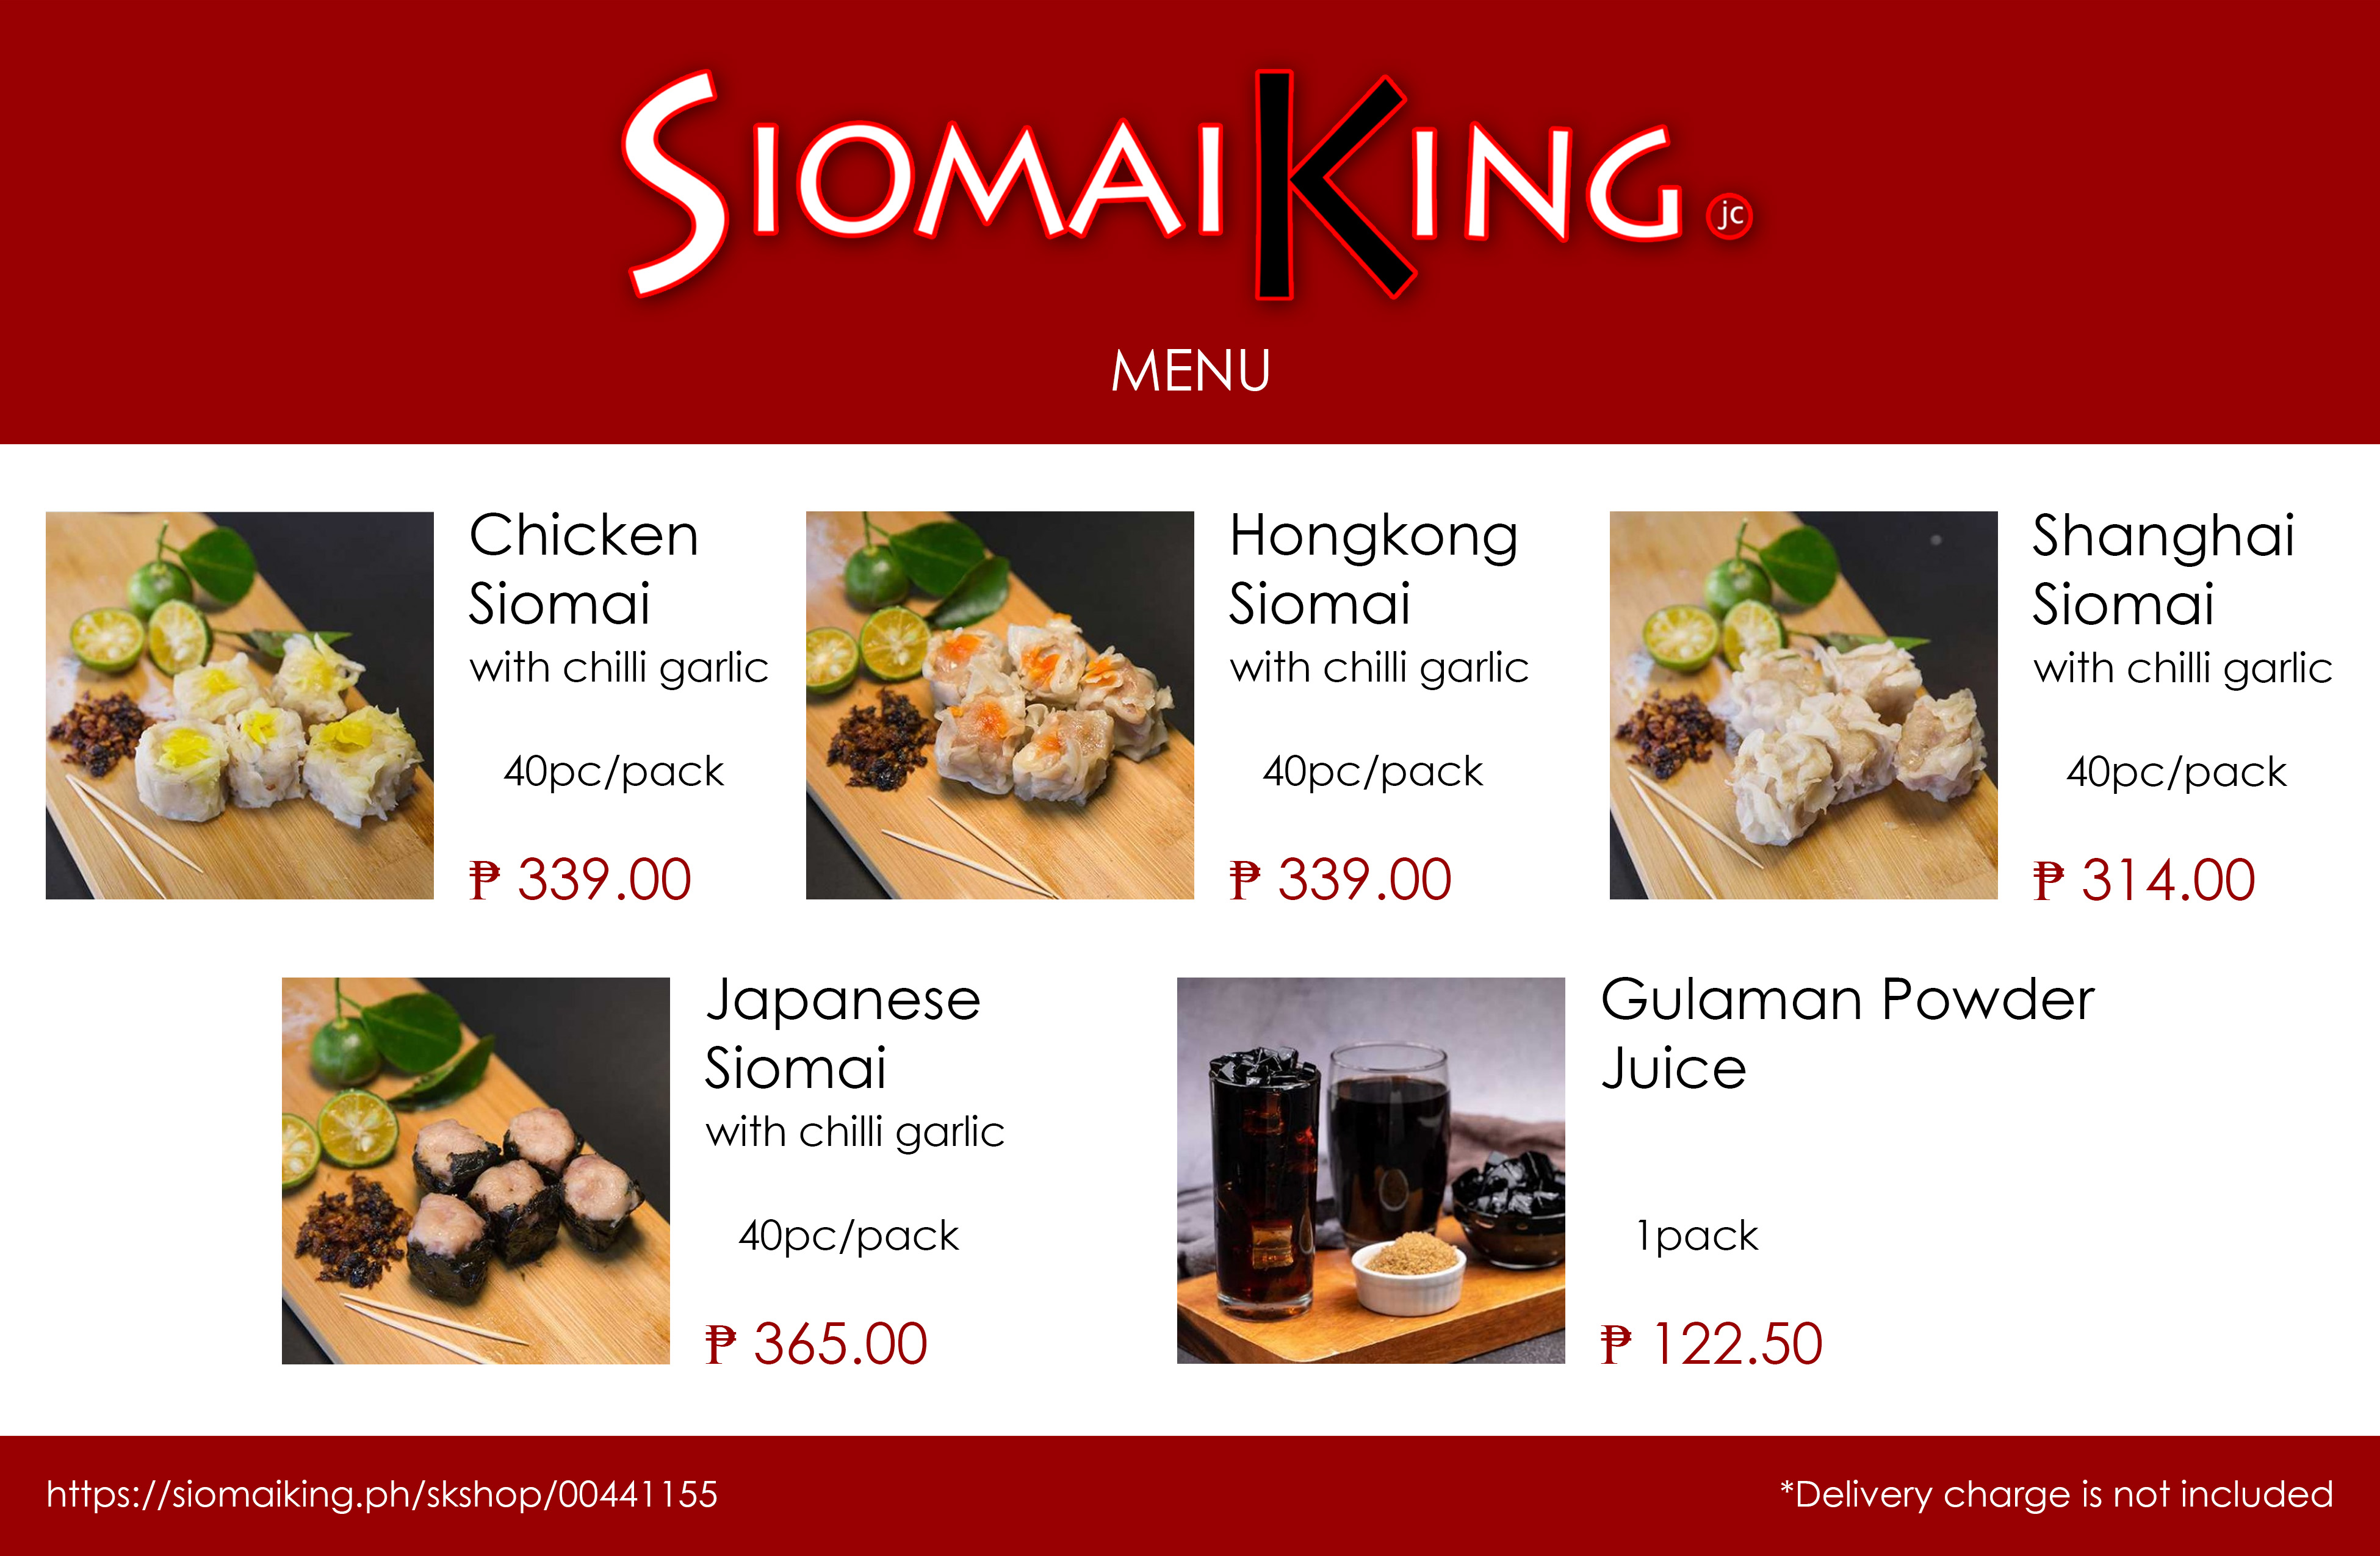 SIOMAIKING. jc
MENU
Chicken
Siomai
with chilli garlic
40pc/pack
₱ 339.00
Hongkong
Siomai
with chilli garlic
40pc/pack
₱ 339.00
Shanghai
Siomai
with chilli garlic
40pc/pack
₱ 314.00
Japanese
Siomai
with chilli garlic
40pc/pack
₱ 365.00
Gulaman Powder
Juice
1pack
₱ 122.50
https://siomaiking.ph/skshop/00441155
*Delivery charge is not included